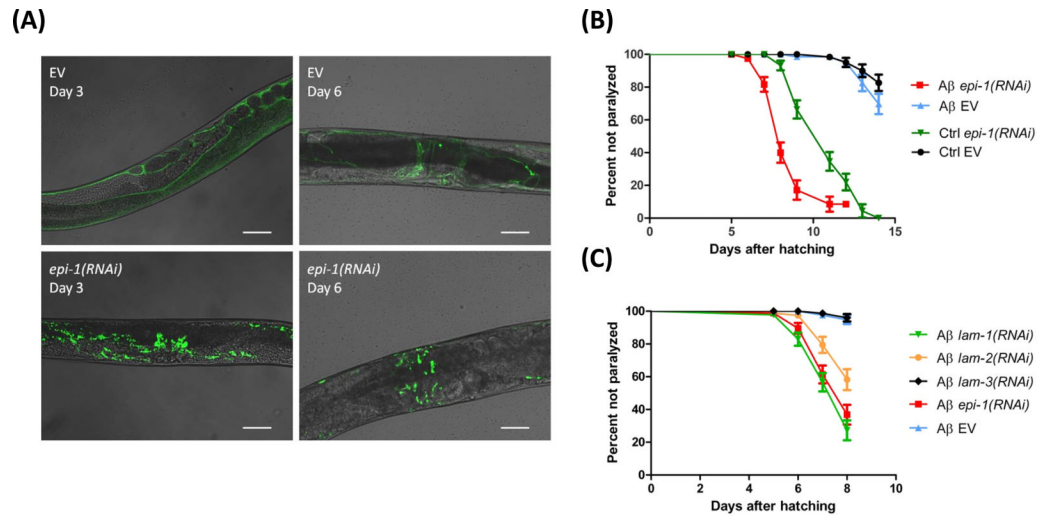 (A)
EV
Day 3
EV
Day 6
epi-1(RNAi)
Day 3
epi-1(RNAi)
Day 6
(B)
Percent not paralyzed
100
80
60
40
20
0
0 5 10 15
Days after hatching
Aβ epi-1(RNAi)
Aβ EV
Ctrl epi-1(RNAi)
Ctrl EV
(C)
Percent not paralyzed
100
80
60
40
20
0
0 2 4 6 8 10
Days after hatching
Aβ lam-1(RNAi)
Aβ lam-2(RNAi)
Aβ lam-3(RNAi)
Aβ epi-1(RNAi)
Aβ EV